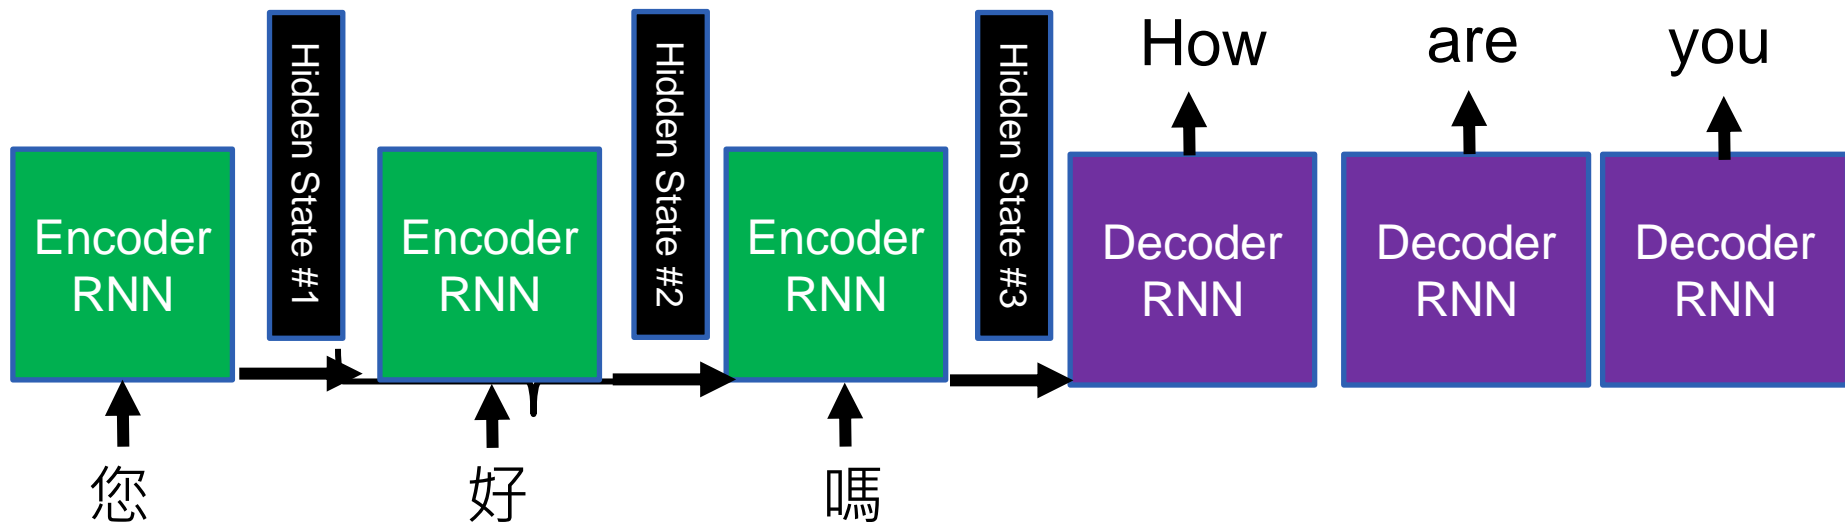 Hidden State #1
Hidden State #2
Hidden State #3
How are you
Encoder
RNN
Encoder
RNN
Encoder
RNN
Decoder
RNN
Decoder
RNN
Decoder
RNN
您 好 嗎